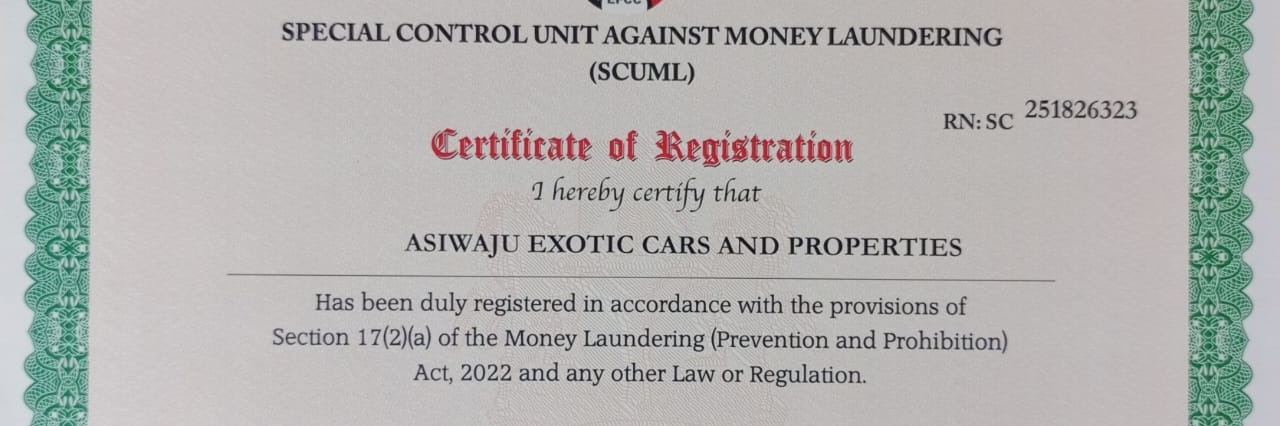 EFCC
SPECIAL CONTROL UNIT AGAINST MONEY LAUNDERING
(SCUML)
RN: SC 251826323
Certificate of Registration
I hereby certify that
ASIWAJU EXOTIC CARS AND PROPERTIES
Has been duly registered in accordance with the provisions of
Section 17(2)(a) of the Money Laundering (Prevention and Prohibition)
Act, 2022 and any other Law or Regulation.